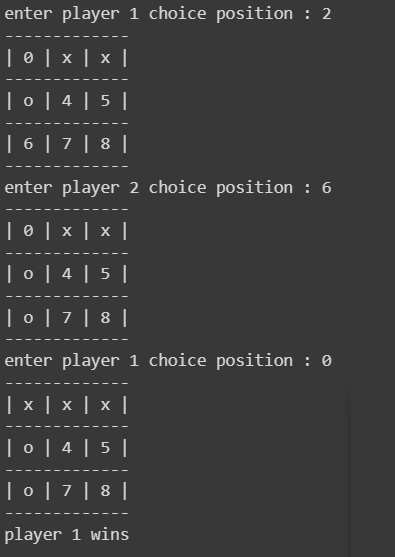 enter player 1 choice position : 2
-------------
| 0 | x | x |
-------------
| o | 4 | 5 |
-------------
| 6 | 7 | 8 |
-------------
enter player 2 choice position : 6
-------------
| 0 | x | x |
-------------
| o | 4 | 5 |
-------------
| o | 7 | 8 |
-------------
enter player 1 choice position : 0
-------------
| x | x | x |
-------------
| o | 4 | 5 |
-------------
| o | 7 | 8 |
-------------
player 1 wins